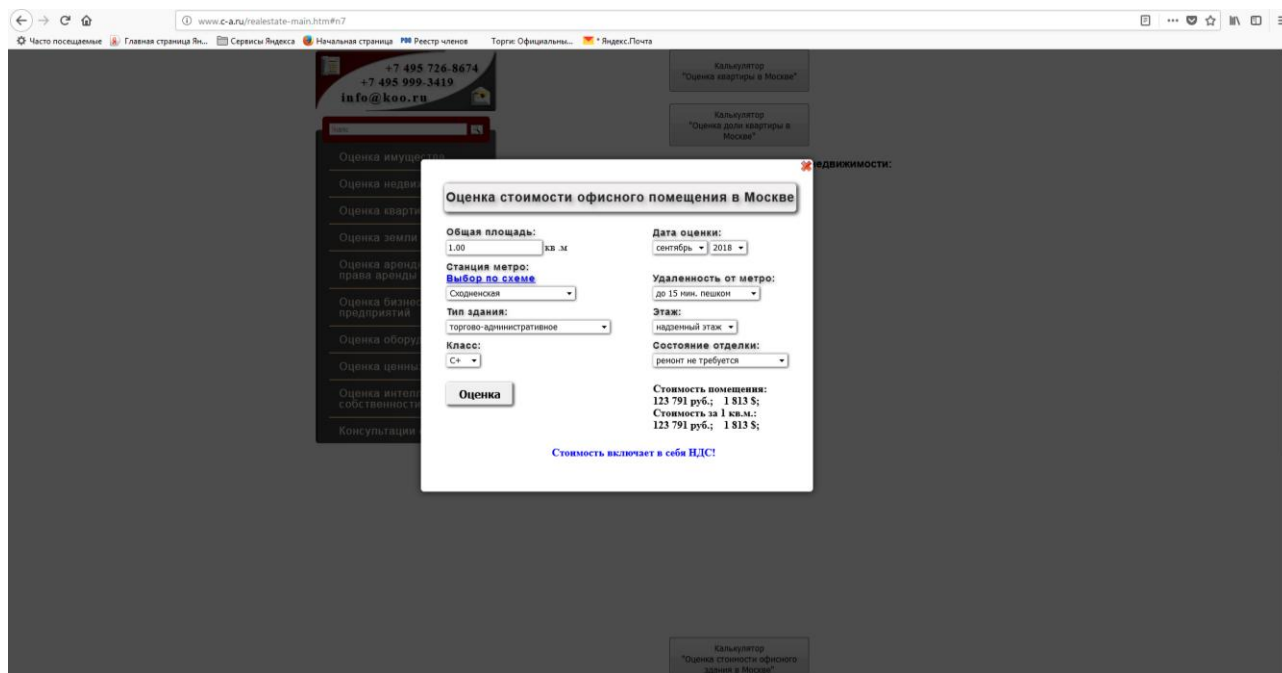 www.c-a.ru/realestate-main.htm#n7
Часто посещаемые Главная страница Ян... Сервисы Яндекса Начальная страница Реестр членов Торги: Официальны... * Яндекс.Почта
+7 495 726-8674
+7 495 999-3419
info@koo.ru
Калькулятор
"Оценка квартиры в Москве"
Калькулятор
"Оценка доли квартиры в
Москве"
Оценка имущества
Оценка недвиж
Оценка кварти
Оценка земли
Оценка аренды
права аренды
Оценка бизнес
предприятий
Оценка оборуд
Оценка ценны
Оценка интелл
собственности
Консультации
едвижимости:
Оценка стоимости офисного помещения в Москве
Общая площадь:
1.00 кв .м
Дата оценки:
сентябрь 2018
Станция метро:
Выбор по схеме
Сходненская
Удаленность от метро:
до 15 мин. пешком
Тип здания:
торгово-административное
Этаж:
надземный этаж
Класс:
C+
Состояние отделки:
ремонт не требуется
Оценка
Стоимость помещения:
123 791 руб.; 1 813 $;
Стоимость за 1 кв.м.:
123 791 руб.; 1 813 $;
Стоимость включает в себя НДС!
Калькулятор
"Оценка стоимости офисного
здания в Москве"